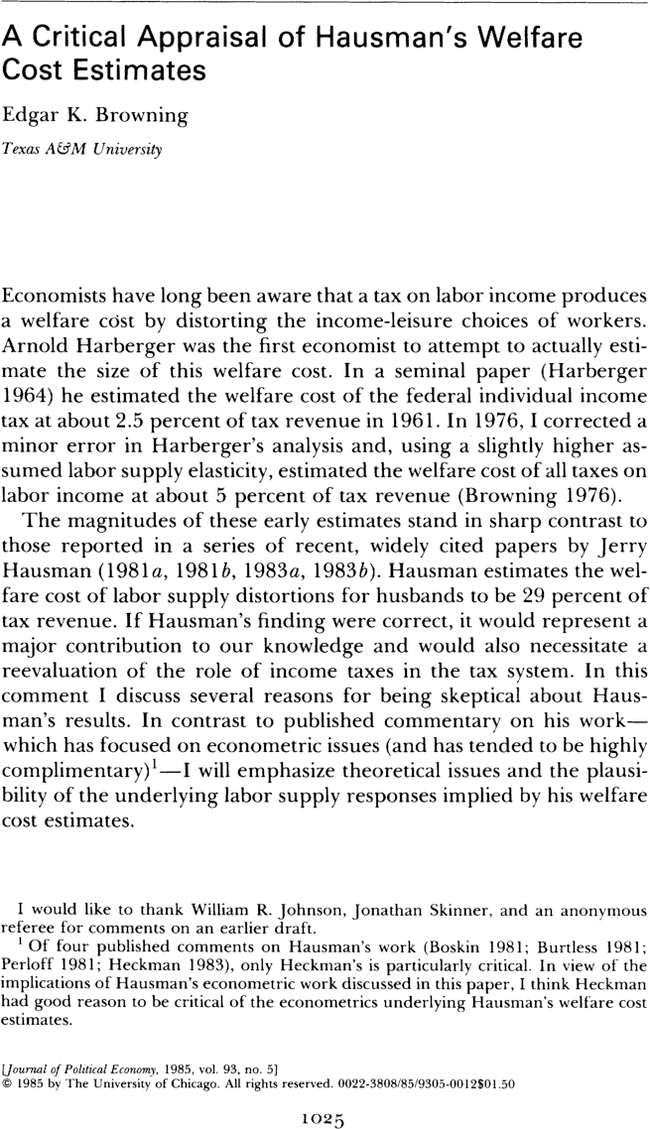 A Critical Appraisal of Hausman's Welfare
Cost Estimates
Edgar K. Browning
Texas A&M University
Economists have long been aware that a tax on labor income produces
a welfare cost by distorting the income-leisure choices of workers.
Arnold Harberger was the first economist to attempt to actually esti-
mate the size of this welfare cost. In a seminal paper (Harberger
1964) he estimated the welfare cost of the federal individual income
tax at about 2.5 percent of tax revenue in 1961. In 1976, I corrected a
minor error in Harberger's analysis and, using a slightly higher as-
sumed labor supply elasticity, estimated the welfare cost of all taxes on
labor income at about 5 percent of tax revenue (Browning 1976).
The magnitudes of these early estimates stand in sharp contrast to
those reported in a series of recent, widely cited papers by Jerry
Hausman (1981a, 1981b, 1983a, 1983b). Hausman estimates the wel-
fare cost of labor supply distortions for husbands to be 29 percent of
tax revenue. If Hausman's finding were correct, it would represent a
major contribution to our knowledge and would also necessitate a
reevaluation of the role of income taxes in the tax system. In this
comment I discuss several reasons for being skeptical about Haus-
man's results. In contrast to published commentary on his work—
which has focused on econometric issues (and has tended to be highly
complimentary)¹—I will emphasize theoretical issues and the plausi-
bility of the underlying labor supply responses implied by his welfare
cost estimates.
I would like to thank William R. Johnson, Jonathan Skinner, and an anonymous
referee for comments on an earlier draft.
¹ Of four published comments on Hausman's work (Boskin 1981; Burtless 1981;
Perloff 1981; Heckman 1983), only Heckman's is particularly critical. In view of the
implications of Hausman's econometric work discussed in this paper, I think Heckman
had good reason to be critical of the econometrics underlying Hausman's welfare cost
estimates.
[Journal of Political Economy, 1985, vol. 93, no. 5]
© 1985 by The University of Chicago. All rights reserved. 0022-3808/85/9305-0012$01.50
1025